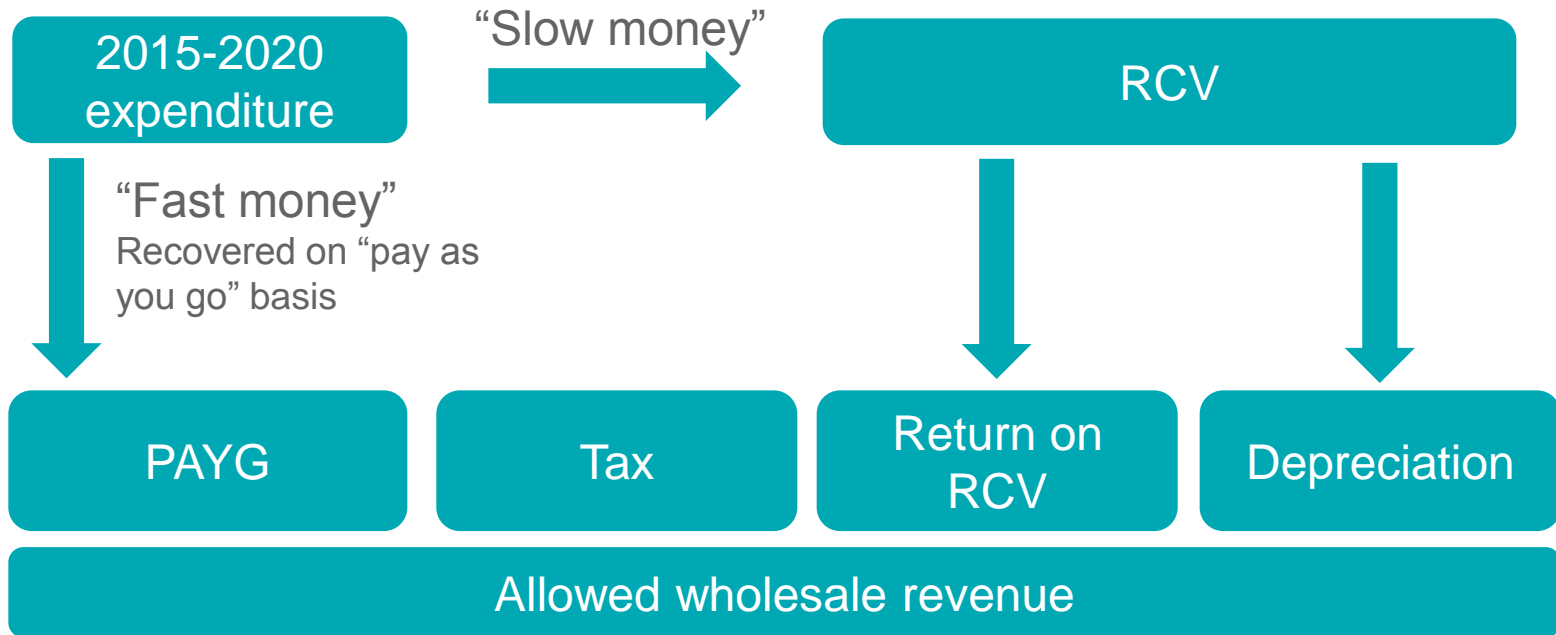 2015-2020
expenditure
“Slow money”
RCV
“Fast money”
Recovered on “pay as
you go” basis
PAYG
Tax
Return on
RCV
Depreciation
Allowed wholesale revenue